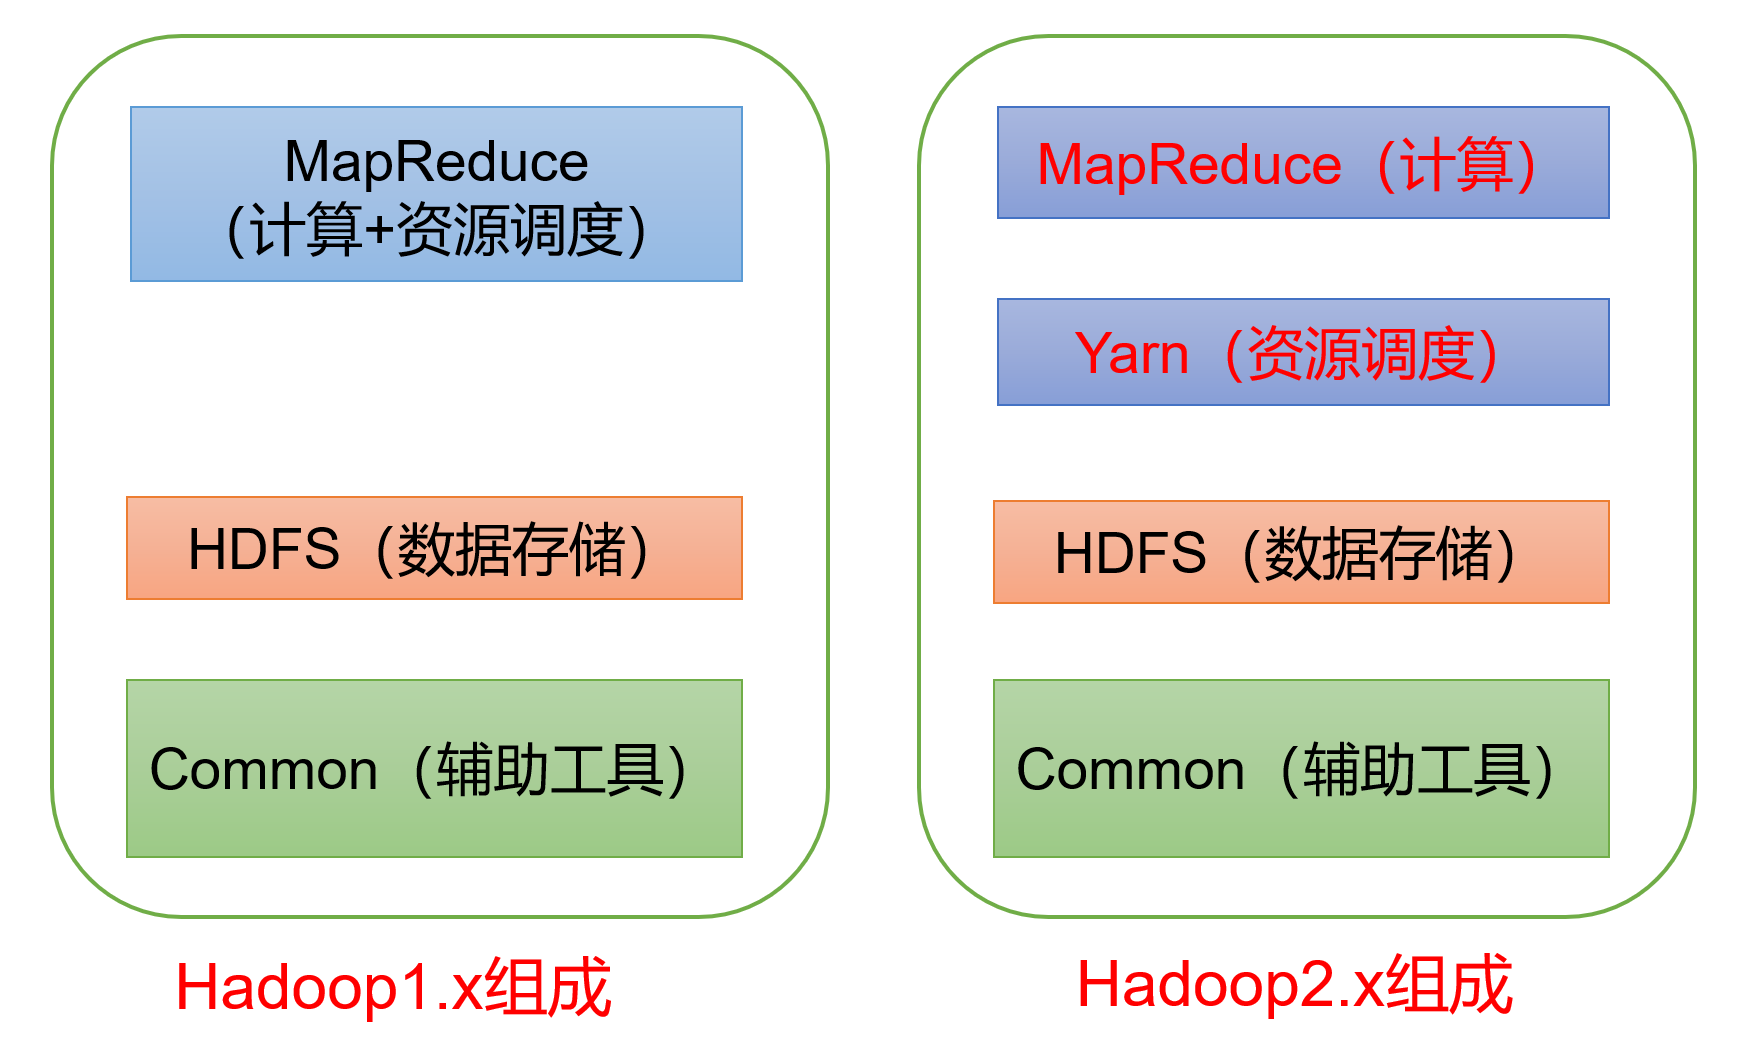 MapReduce
（计算+资源调度）
HDFS（数据存储）
Common（辅助工具）
Hadoop1.x组成
MapReduce（计算）
Yarn（资源调度）
HDFS（数据存储）
Common（辅助工具）
Hadoop2.x组成